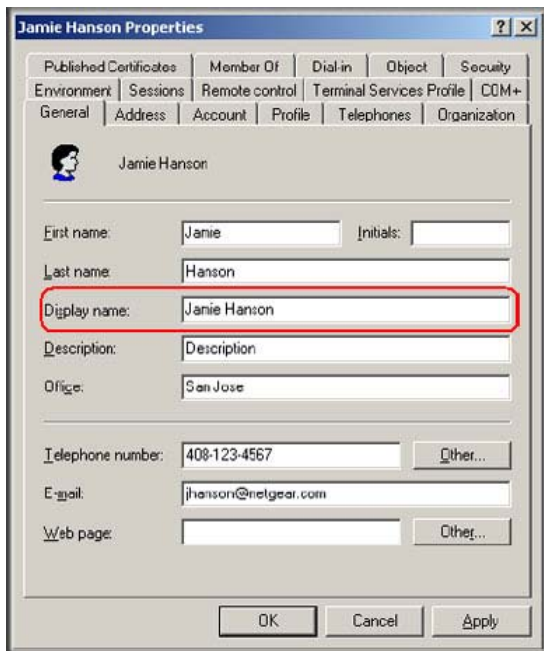 Jamie Hanson Properties
Published Certificates Member Of Dial-in Object Security
Environment Sessions Remote control Terminal Services Profile COM+
General Address Account Profile Telephones Organization
Jamie Hanson
First name: Jamie Initials:
Last name: Hanson
Display name: Jamie Hanson
Description: Description
Office: San Jose
Telephone number: 408-123-4567 Other...
E-mail: jhanson@netgear.com
Web page: Other...
OK Cancel Apply